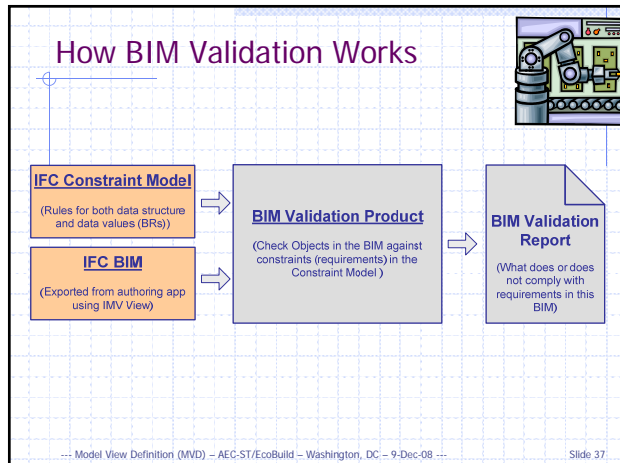 How BIM Validation Works
IFC Constraint Model
(Rules for both data structure
and data values (BRs))
IFC BIM
(Exported from authoring app
using IMV View)
BIM Validation Product
(Check Objects in the BIM against
constraints (requirements) in the
Constraint Model )
BIM Validation
Report
(What does or does
not comply with
requirements in this
BIM)
--- Model View Definition (MVD) – AEC-ST/EcoBuild – Washington, DC – 9-Dec-08 ---
Slide 37